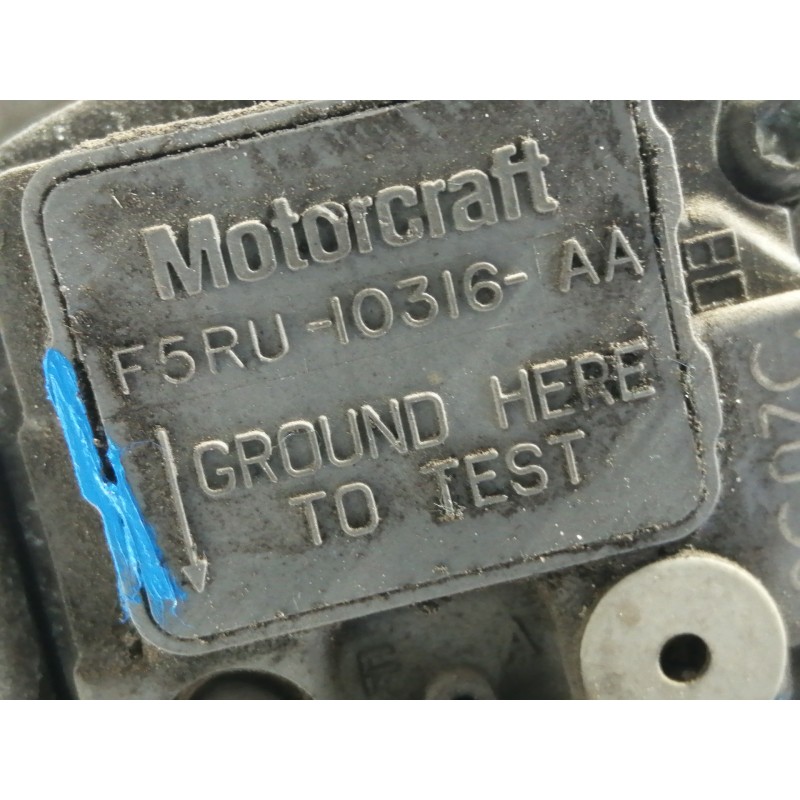 Motorcraft
F5RU-10316-AA
GROUND HERE
TO TEST